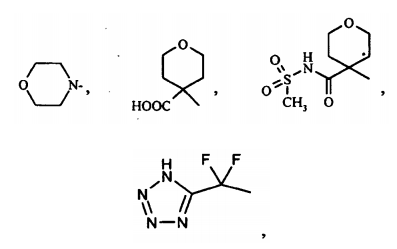 O N- , O HOOC , O H N O S O CH3 O ,
H N N N N F F ,